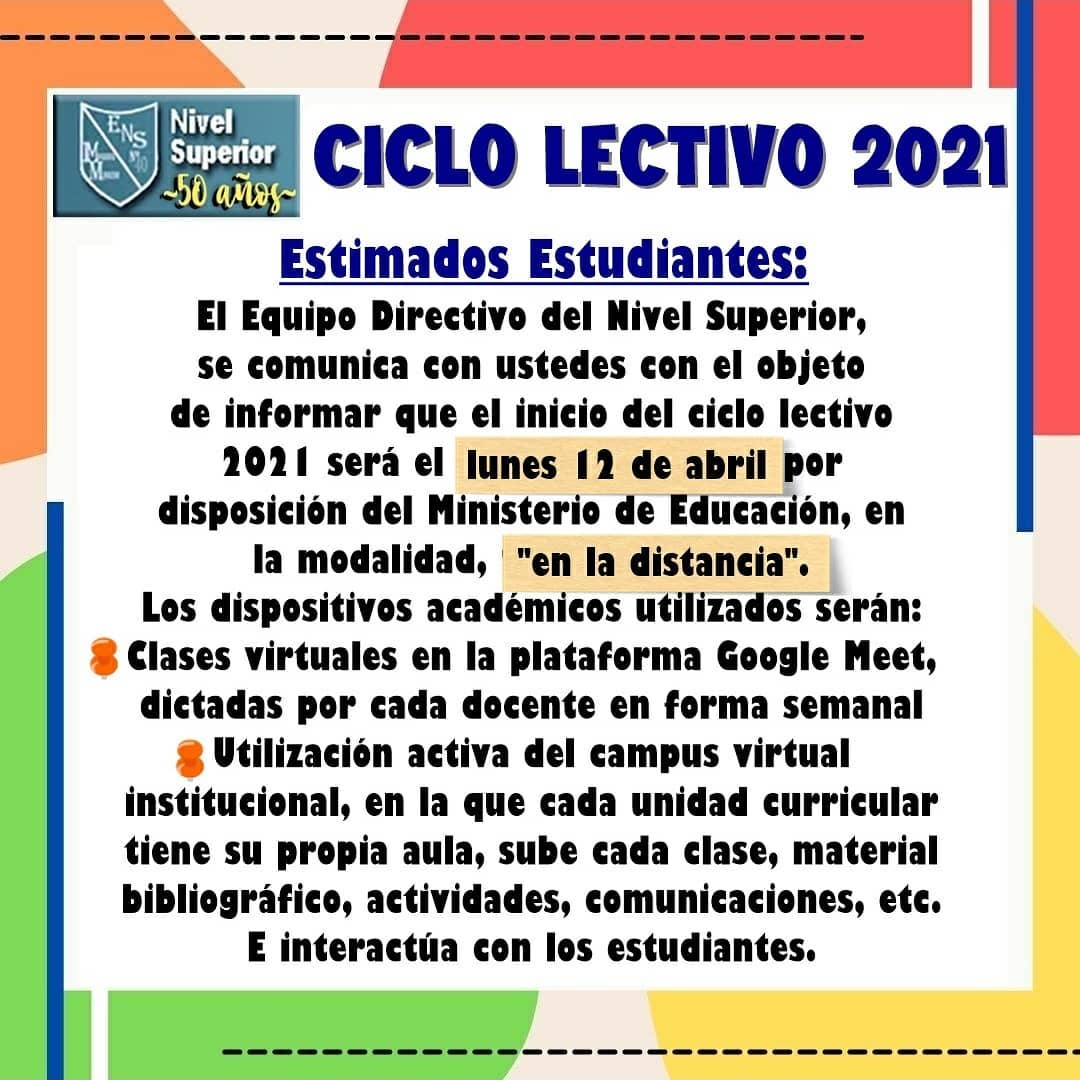 ENS
Nº10
Nivel
Superior
~50 años~
CICLO LECTIVO 2021
Estimados Estudiantes:
El Equipo Directivo del Nivel Superior,
se comunica con ustedes con el objeto
de informar que el inicio del ciclo lectivo
2021 será el lunes 12 de abril por
disposición del Ministerio de Educación, en
la modalidad, "en la distancia".
Los dispositivos académicos utilizados serán:
Clases virtuales en la plataforma Google Meet,
dictadas por cada docente en forma semanal
Utilización activa del campus virtual
institucional, en la que cada unidad curricular
tiene su propia aula, sube cada clase, material
bibliográfico, actividades, comunicaciones, etc.
E interactúa con los estudiantes.